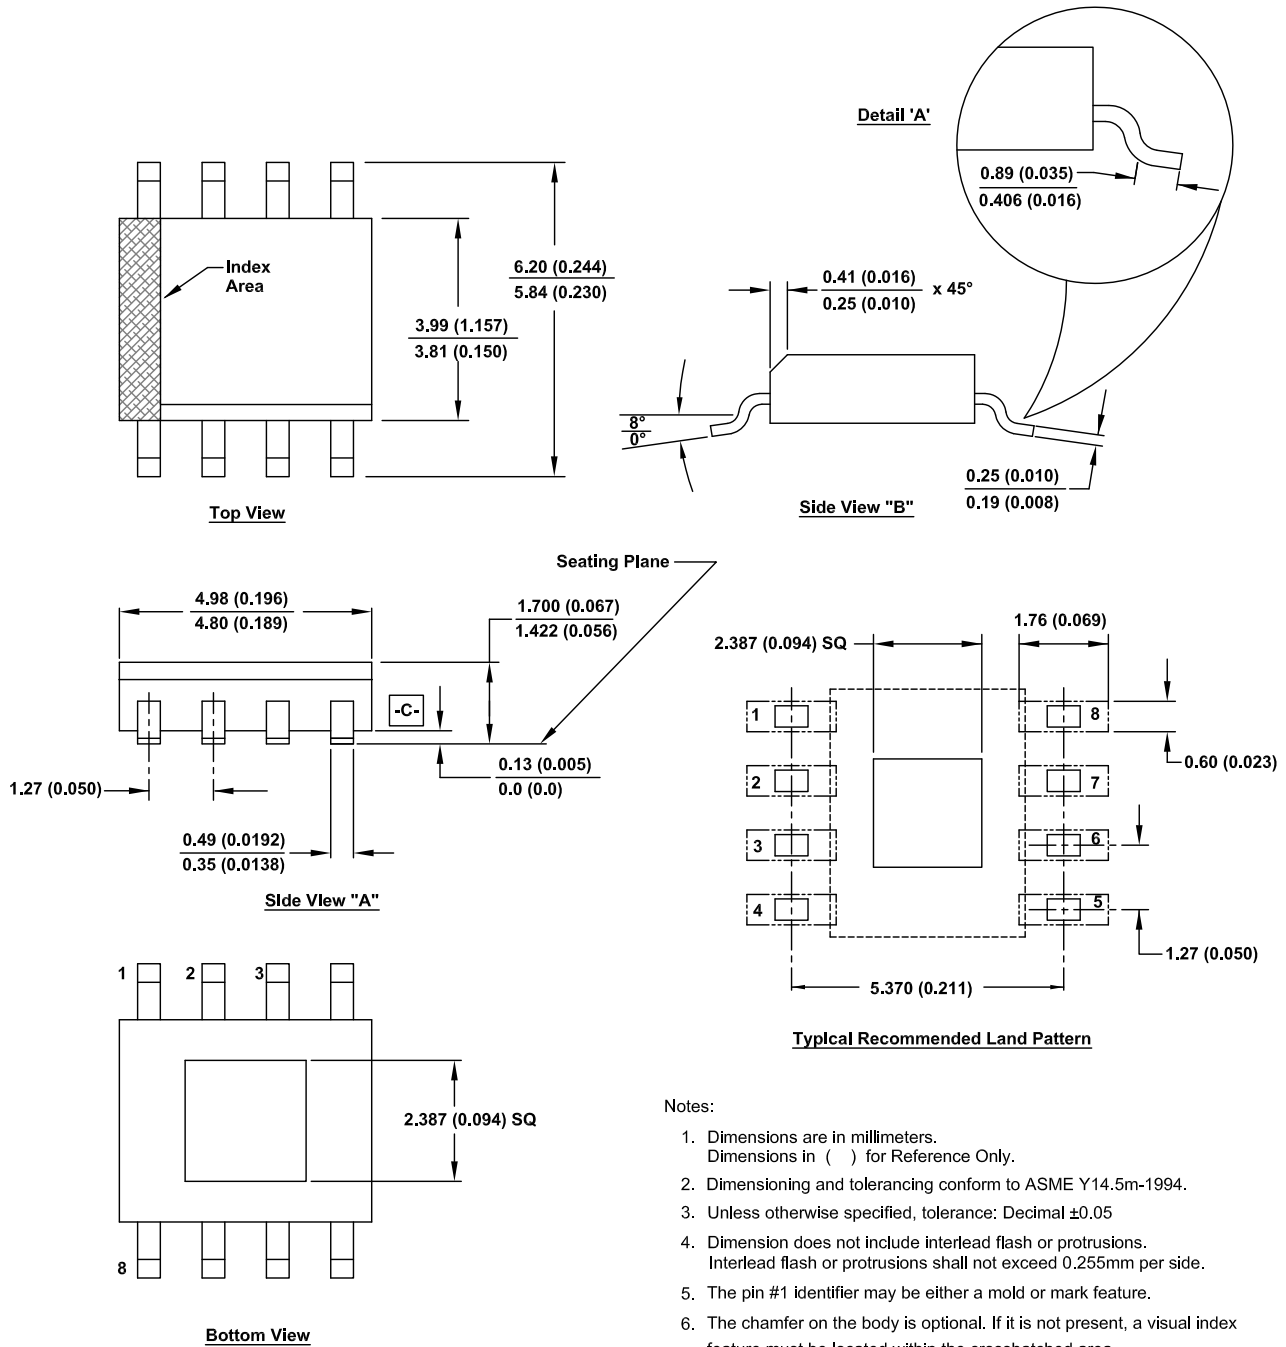 Detail 'A'
0.89 (0.035)
0.406 (0.016)
Index
Area
6.20 (0.244)
5.84 (0.230)
3.99 (1.157)
3.81 (0.150)
Top View
0.41 (0.016)
0.25 (0.010)
x 45°
8°
0°
0.25 (0.010)
0.19 (0.008)
Side View "B"
Seating Plane
4.98 (0.196)
4.80 (0.189)
1.700 (0.067)
1.422 (0.056)
-C-
0.13 (0.005)
0.0 (0.0)
1.27 (0.050)
0.49 (0.0192)
0.35 (0.0138)
Side View "A"
2.387 (0.094) SQ
1.76 (0.069)
1
8
0.60 (0.023)
2
7
3
6
4
5
1.27 (0.050)
5.370 (0.211)
Typical Recommended Land Pattern
1
2
3
2.387 (0.094) SQ
8
Bottom View
Notes:
1. Dimensions are in millimeters.
Dimensions in ( ) for Reference Only.
2. Dimensioning and tolerancing conform to ASME Y14.5m-1994.
3. Unless otherwise specified, tolerance: Decimal ±0.05
4. Dimension does not include interlead flash or protrusions.
Interlead flash or protrusions shall not exceed 0.255mm per side.
5. The pin #1 identifier may be either a mold or mark feature.
6. The chamfer on the body is optional. If it is not present, a visual index
feature must be located within the crosshatched area.